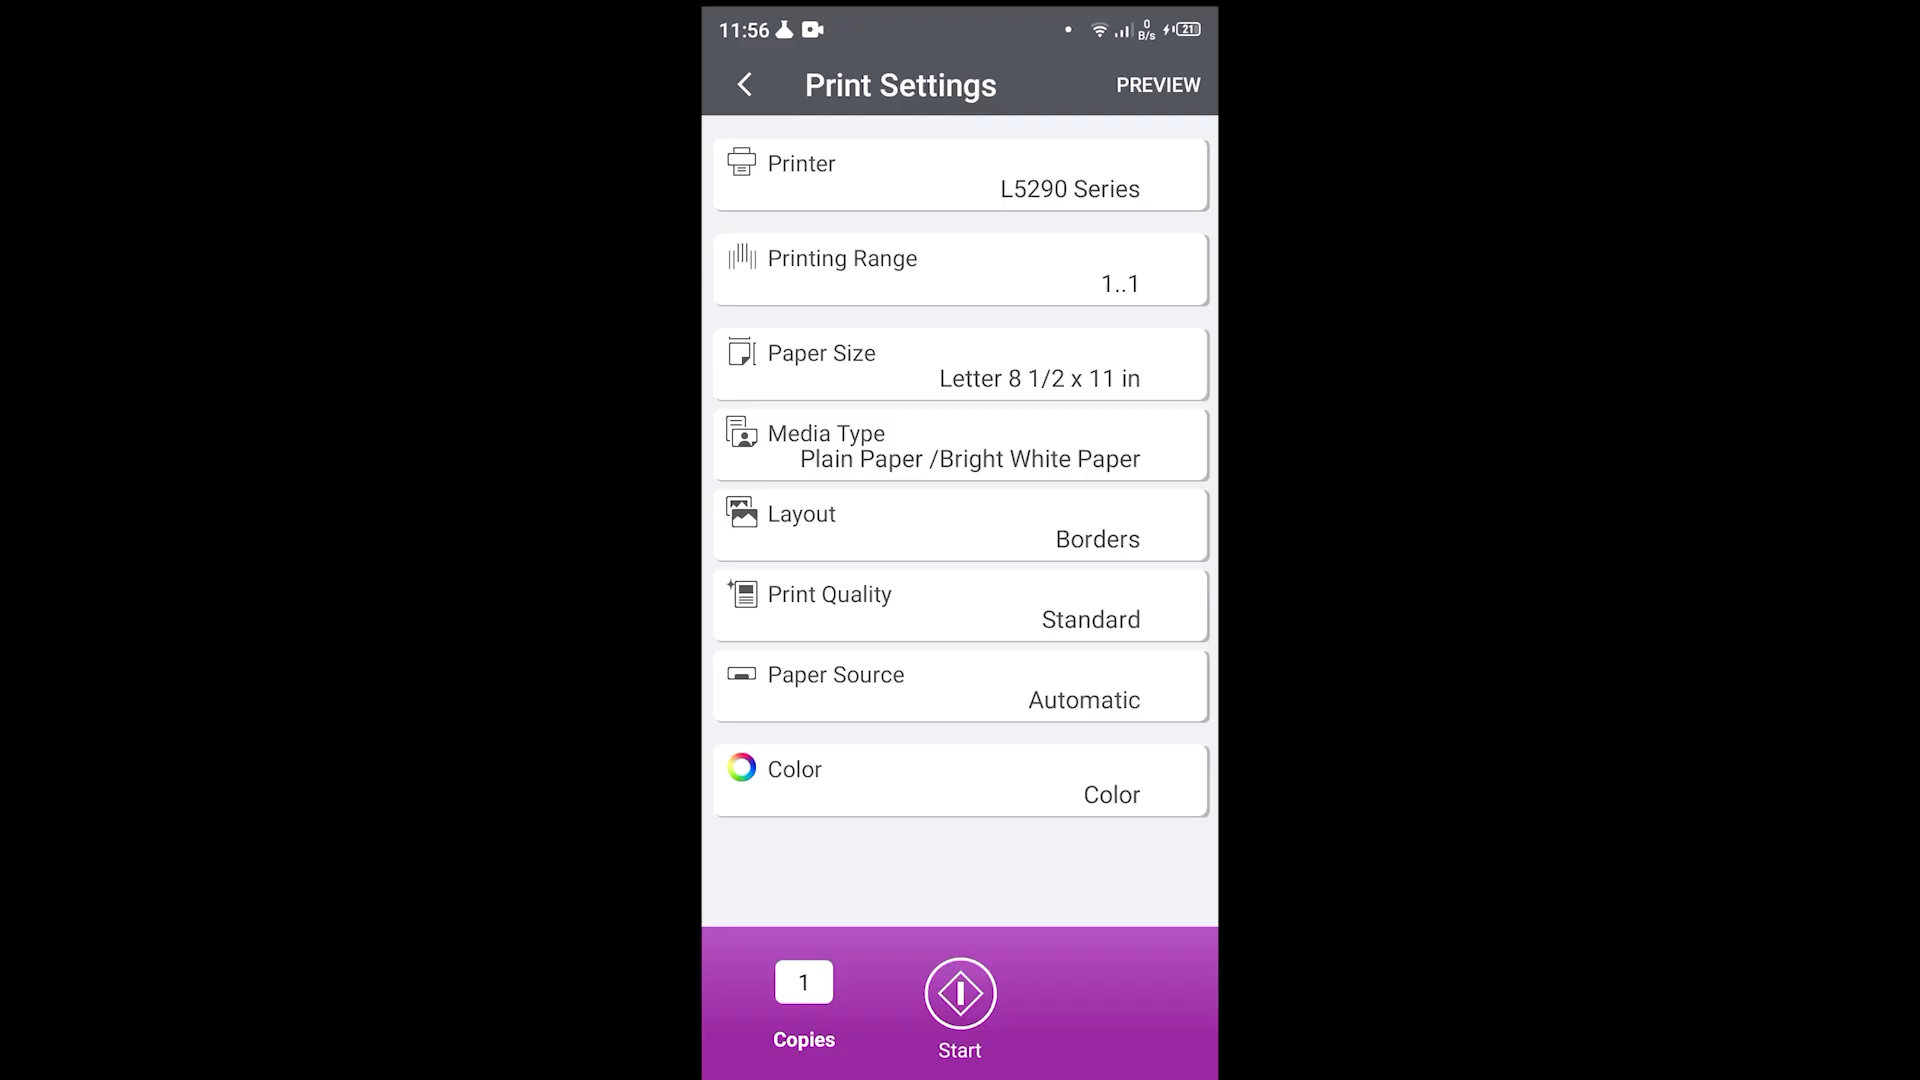 11:56
0
B/s
21
Print Settings
PREVIEW
Printer
L5290 Series
Printing Range
1..1
Paper Size
Letter 8 1/2 x 11 in
Media Type
Plain Paper /Bright White Paper
Layout
Borders
Print Quality
Standard
Paper Source
Automatic
Color
Color
1
Copies
Start